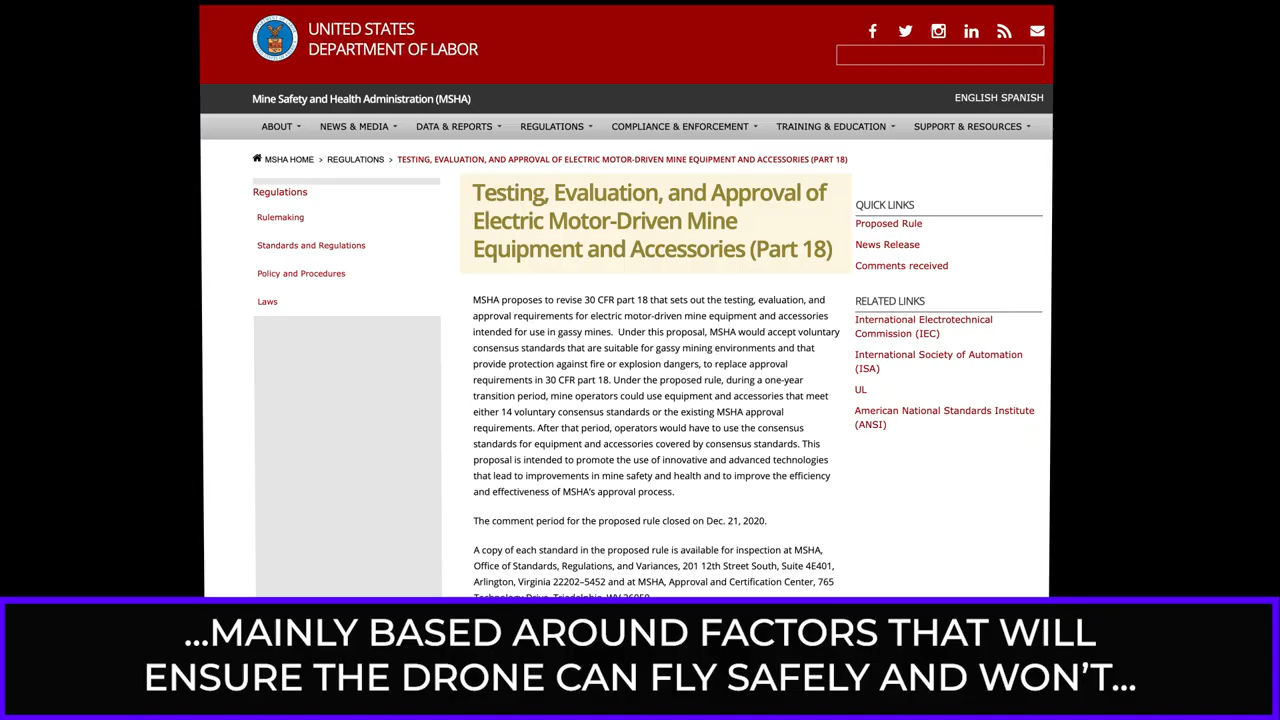 UNITED STATES
DEPARTMENT OF LABOR
Mine Safety and Health Administration (MSHA)
ENGLISH SPANISH
ABOUT NEWS & MEDIA DATA & REPORTS REGULATIONS COMPLIANCE & ENFORCEMENT TRAINING & EDUCATION SUPPORT & RESOURCES
MSHA HOME > REGULATIONS > TESTING, EVALUATION, AND APPROVAL OF ELECTRIC MOTOR-DRIVEN MINE EQUIPMENT AND ACCESSORIES (PART 18)
Regulations
Rulemaking
Standards and Regulations
Policy and Procedures
Laws
Testing, Evaluation, and Approval of
Electric Motor-Driven Mine
Equipment and Accessories (Part 18)
MSHA proposes to revise 30 CFR part 18 that sets out the testing, evaluation, and
approval requirements for electric motor-driven mine equipment and accessories
intended for use in gassy mines. Under this proposal, MSHA would accept voluntary
consensus standards that are suitable for gassy mining environments and that
provide protection against fire or explosion dangers, to replace approval
requirements in 30 CFR part 18. Under the proposed rule, during a one-year
transition period, mine operators could use equipment and accessories that meet
either 14 voluntary consensus standards or the existing MSHA approval
requirements. After that period, operators would have to use the consensus
standards for equipment and accessories covered by consensus standards. This
proposal is intended to promote the use of innovative and advanced technologies
that lead to improvements in mine safety and health and to improve the efficiency
and effectiveness of MSHA's approval process.
The comment period for the proposed rule closed on Dec. 21, 2020.
A copy of each standard in the proposed rule is available for inspection at MSHA,
Office of Standards, Regulations, and Variances, 201 12th Street South, Suite 4E401,
Arlington, Virginia 22202–5452 and at MSHA, Approval and Certification Center, 765
QUICK LINKS
Proposed Rule
News Release
Comments received
RELATED LINKS
International Electrotechnical
Commission (IEC)
International Society of Automation
(ISA)
UL
American National Standards Institute
(ANSI)
...MAINLY BASED AROUND FACTORS THAT WILL
ENSURE THE DRONE CAN FLY SAFELY AND WON'T...